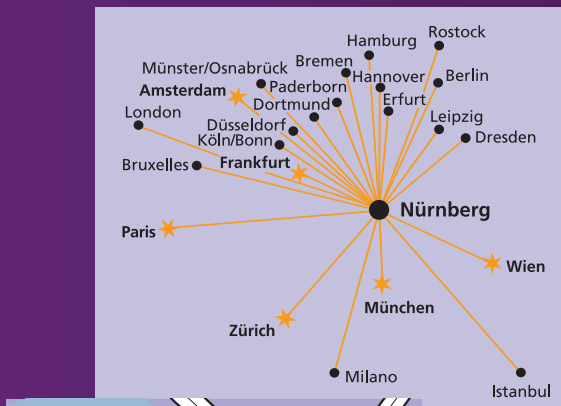 Rostock
Hamburg
Bremen
Münster/Osnabrück
Hannover
Berlin
Paderborn
Amsterdam
Dortmund
Erfurt
London
Leipzig
Düsseldorf
Dresden
Köln/Bonn
Bruxelles
Frankfurt
Nürnberg
Paris
Wien
München
Zürich
Milano
Istanbul